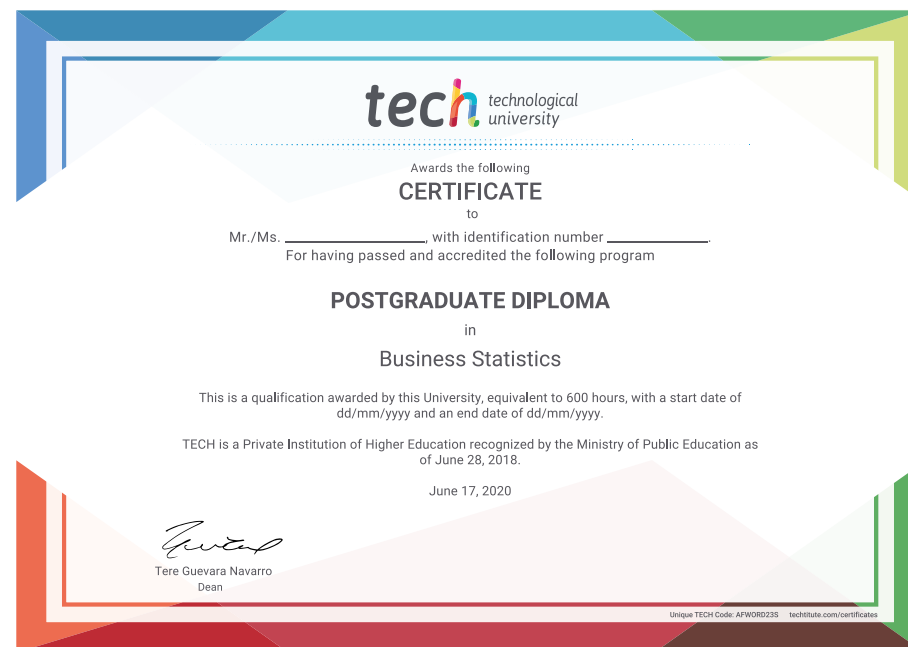 tech technological
university
Awards the following
CERTIFICATE
to
Mr./Ms. ____________, with identification number ____________.
For having passed and accredited the following program
POSTGRADUATE DIPLOMA
in
Business Statistics
This is a qualification awarded by this University, equivalent to 600 hours, with a start date of
dd/mm/yyyy and an end date of dd/mm/yyyy.
TECH is a Private Institution of Higher Education recognized by the Ministry of Public Education as
of June 28, 2018.
June 17, 2020
Tere Guevara Navarro
Dean
Unique TECH Code: AFWORD23S techtitute.com/certificates